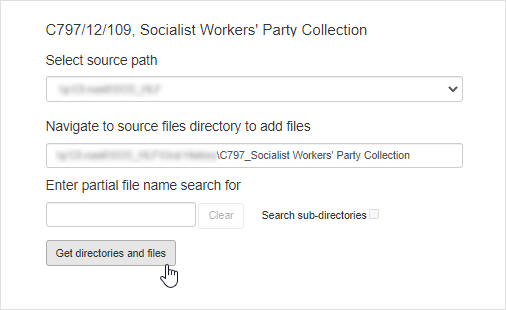 C797/12/109, Socialist Workers' Party Collection
Select source path
Navigate to source files directory to add files
\C797_Socialist Workers' Party Collection
Enter partial file name search for
Clear
Search sub-directories
Get directories and files